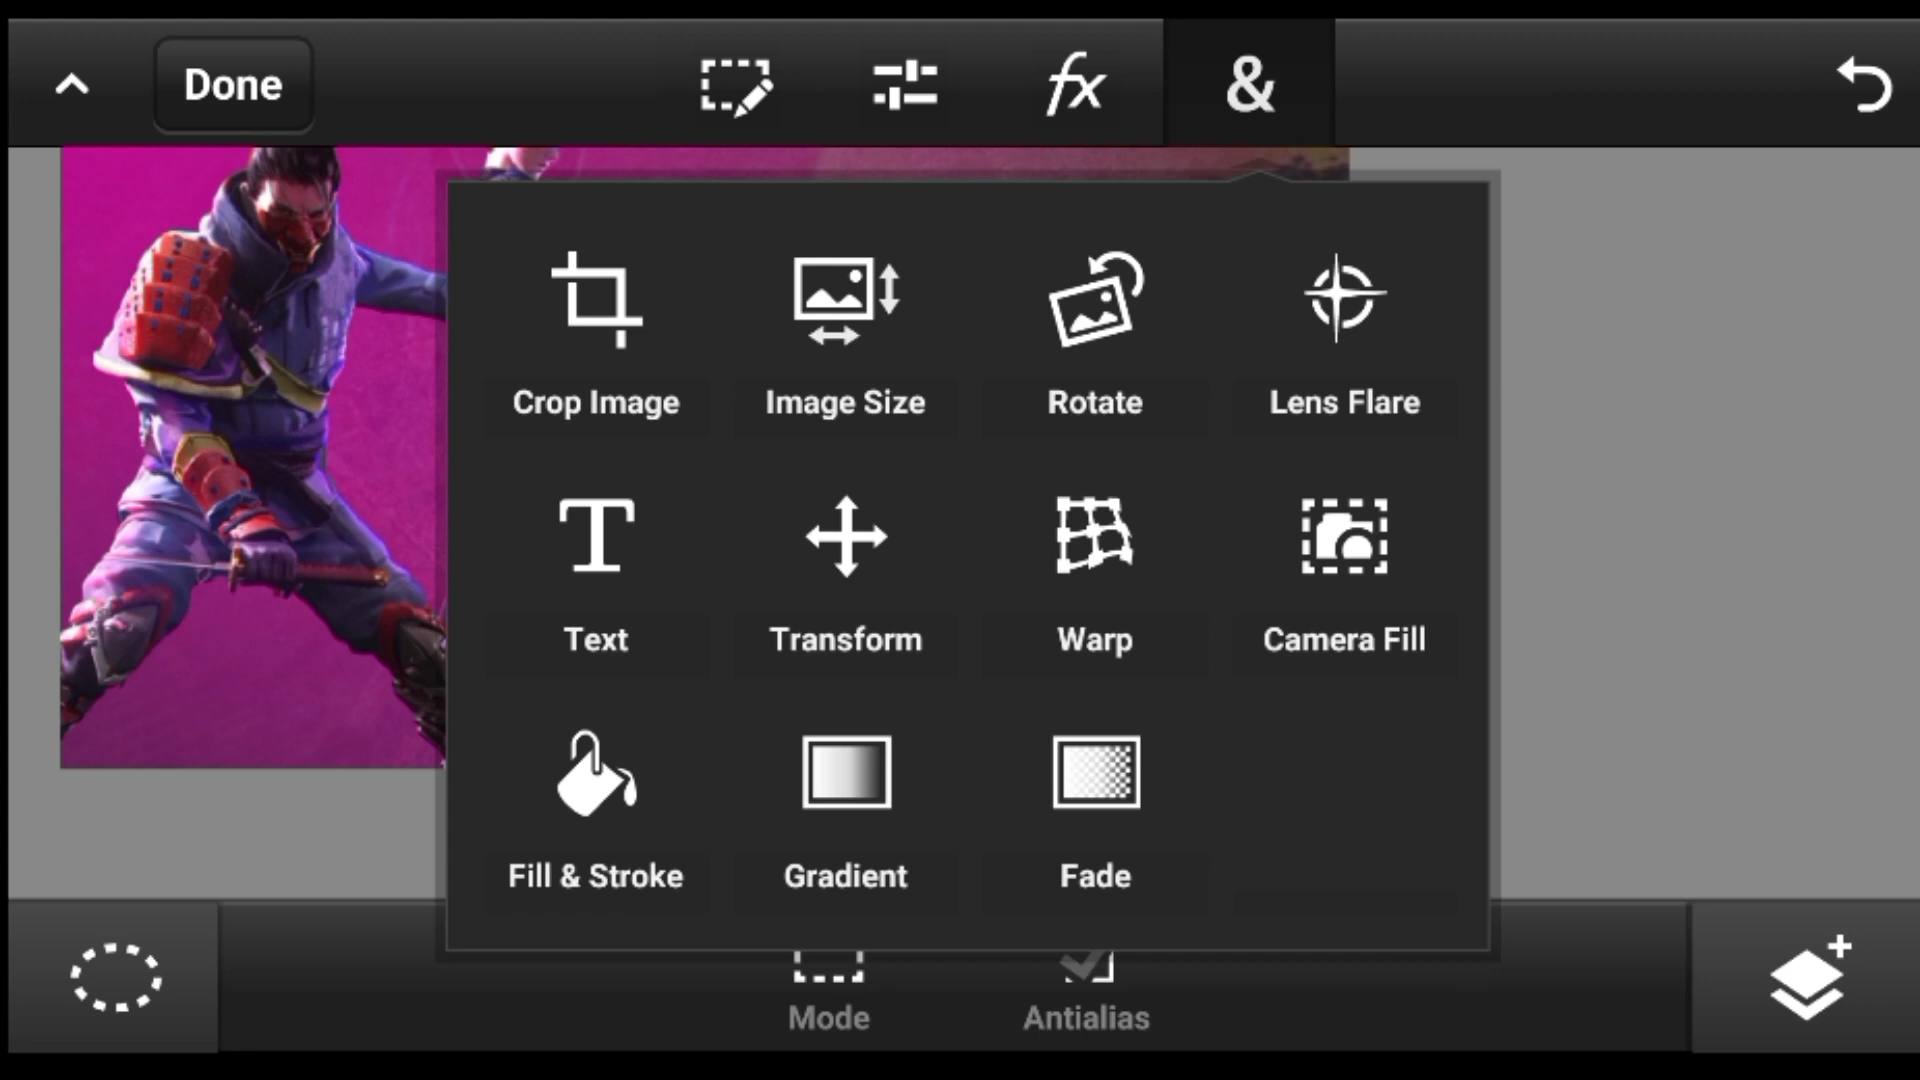 Done
fx
&
Crop Image
Image Size
Rotate
Lens Flare
T
Text
Transform
Warp
Camera Fill
Fill & Stroke
Gradient
Fade
Mode
Antialias